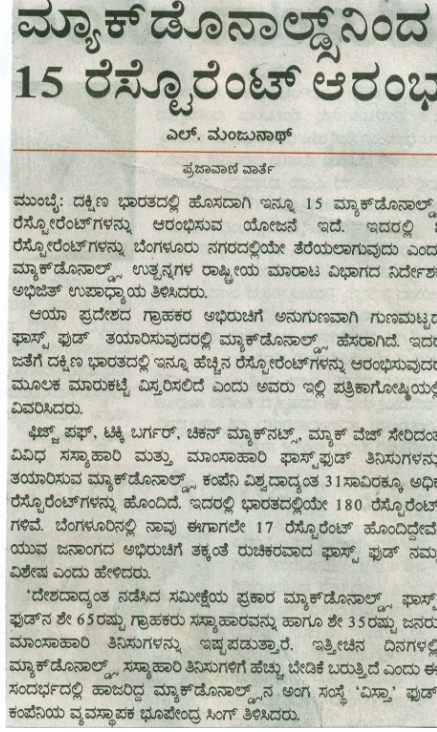 ಮ್ಯಾಕ್‌ಡೊನಾಲ್ಡ್ಸ್‌ನಿಂದ
15 ರೆಸ್ಟೊರೆಂಟ್ ಆರಂಭ
ಎಲ್. ಮಂಜುನಾಥ್
ಪ್ರಜಾವಾಣಿ ವಾರ್ತೆ
ಮುಂಬೈ: ದಕ್ಷಿಣ ಭಾರತದಲ್ಲಿ ಹೊಸದಾಗಿ ಇನ್ನೂ 15 ಮ್ಯಾಕ್‌ಡೊನಾಲ್ಡ್ಸ್
ರೆಸ್ಟೋರೆಂಟ್‌ಗಳನ್ನು ಆರಂಭಿಸುವ ಯೋಜನೆ ಇದೆ. ಇದರಲ್ಲಿ
ರೆಸ್ಟೋರೆಂಟ್‌ಗಳನ್ನು ಬೆಂಗಳೂರು ನಗರದಲ್ಲಿಯೇ ತೆರೆಯಲಾಗುವುದು ಎಂದ
ಮ್ಯಾಕ್‌ಡೊನಾಲ್ಡ್ಸ್ ಉತ್ಪನ್ನಗಳ ರಾಷ್ಟ್ರೀಯ ಮಾರಾಟ ವಿಭಾಗದ ನಿರ್ದೇಶಕ
ಅಭಿಜಿತ್ ಉಪಾಧ್ಯಾಯ ತಿಳಿಸಿದರು.
ಆಯಾ ಪ್ರದೇಶದ ಗ್ರಾಹಕರ ಅಭಿರುಚಿಗೆ ಅನುಗುಣವಾಗಿ ಗುಣಮಟ್ಟದ
ಫಾಸ್ಟ್ ಫುಡ್ ತಯಾರಿಸುವುದರಲ್ಲಿ ಮ್ಯಾಕ್‌ಡೊನಾಲ್ಡ್ಸ್ ಹೆಸರಾಗಿದೆ. ಇದರ
ಜತೆಗೆ ದಕ್ಷಿಣ ಭಾರತದಲ್ಲಿ ಇನ್ನೂ ಹೆಚ್ಚಿನ ರೆಸ್ಟೋರೆಂಟ್‌ಗಳನ್ನು ಆರಂಭಿಸುವುದರ
ಮೂಲಕ ಮಾರುಕಟ್ಟೆ ವಿಸ್ತರಿಸಲಿದೆ ಎಂದು ಅವರು ಇಲ್ಲಿ ಪತ್ರಿಕಾಗೋಷ್ಠಿಯಲ್ಲಿ
ವಿವರಿಸಿದರು.
ಪಫ್, ಟಿಕ್ಕಿ ಬರ್ಗರ್, ಚಿಕನ್ ಮ್ಯಾಕ್‌ನಟ್ಸ್, ಮ್ಯಾಕ್ ವೆಜ್ ಸೇರಿದಂತೆ
ವಿವಿಧ ಸಸ್ಯಾಹಾರಿ ಮತ್ತು ಮಾಂಸಾಹಾರಿ ಫಾಸ್ಟ್‌ಫುಡ್ ತಿನಿಸುಗಳನ್ನು
ತಯಾರಿಸುವ ಮ್ಯಾಕ್‌ಡೊನಾಲ್ಡ್ಸ್ ಕಂಪೆನಿ ವಿಶ್ವದಾದ್ಯಂತ 31ಸಾವಿರಕ್ಕೂ ಅಧಿಕ
ರೆಸ್ಟೋರೆಂಟ್‌ಗಳನ್ನು ಹೊಂದಿದೆ. ಇದರಲ್ಲಿ ಭಾರತದಲ್ಲಿಯೇ 180 ರೆಸ್ಟೋರೆಂಟ್
ಗಳಿವೆ. ಬೆಂಗಳೂರಿನಲ್ಲಿ ನಾವು ಈಗಾಗಲೇ 17 ರೆಸ್ಟೋರೆಂಟ್ ಹೊಂದಿದ್ದೇವೆ.
ಯುವ ಜನಾಂಗದ ಅಭಿರುಚಿಗೆ ತಕ್ಕಂತೆ ರುಚಿಕರವಾದ ಫಾಸ್ಟ್ ಫುಡ್ ನಮ್ಮ
ವಿಶೇಷ ಎಂದು ಹೇಳಿದರು.
'ದೇಶದಾದ್ಯಂತ ನಡೆಸಿದ ಸಮೀಕ್ಷೆಯ ಪ್ರಕಾರ ಮ್ಯಾಕ್‌ಡೊನಾಲ್ಡ್ಸ್ ಫಾಸ್ಟ್
ಫುಡ್‌ನ ಶೇ 65ರಷ್ಟು ಗ್ರಾಹಕರು ಸಸ್ಯಾಹಾರವನ್ನು ಹಾಗೂ ಶೇ 35ರಷ್ಟು ಜನರು
ಮಾಂಸಾಹಾರಿ ತಿನಿಸುಗಳನ್ನು ಇಷ್ಟಪಡುತ್ತಾರೆ. ಇತ್ತೀಚಿನ ದಿನಗಳಲ್ಲಿ
ಮ್ಯಾಕ್‌ಡೊನಾಲ್ಡ್ಸ್ ಸಸ್ಯಾಹಾರಿ ತಿನಿಸುಗಳಿಗೆ ಹೆಚ್ಚು ಬೇಡಿಕೆ ಬರುತ್ತಿದೆ ಎಂದು ಈ
ಸಂದರ್ಭದಲ್ಲಿ ಹಾಜರಿದ್ದ ಮ್ಯಾಕ್‌ಡೊನಾಲ್ಡ್ಸ್‌ನ ಅಂಗ ಸಂಸ್ಥೆ 'ವಿಸ್ತಾ' ಫುಡ್
ಕಂಪೆನಿಯ ವ್ಯವಸ್ಥಾಪಕ ಭೂಪೇಂದ್ರ ಸಿಂಗ್ ತಿಳಿಸಿದರು.